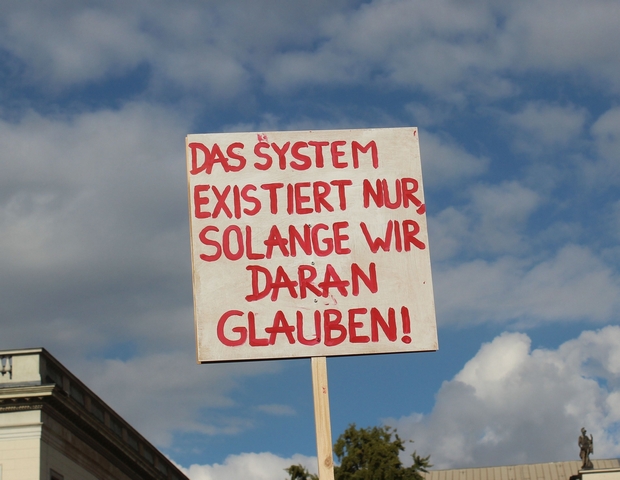 DAS SYSTEM
EXISTIERT NUR,
SOLANGE WIR
DARAN
GLAUBEN!